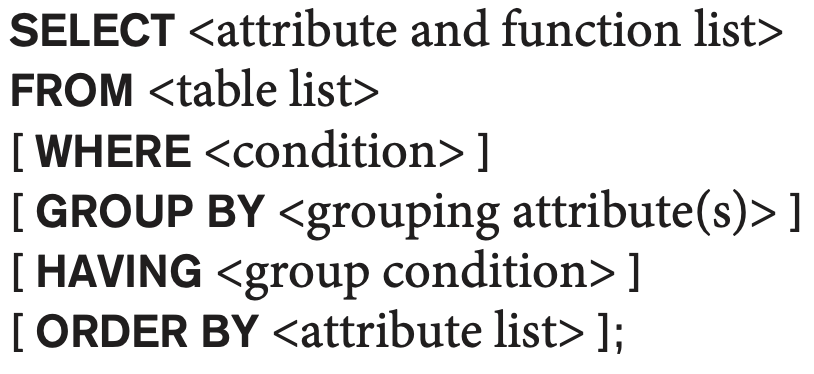 SELECT <attribute and function list>
FROM <table list>
[ WHERE <condition> ]
[ GROUP BY <grouping attribute(s)> ]
[ HAVING <group condition> ]
[ ORDER BY <attribute list> ];